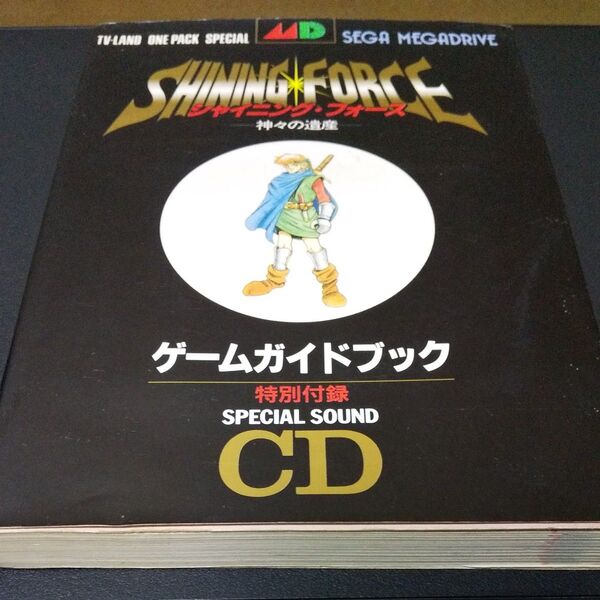 TV-LAND ONE PACK SPECIAL MD SEGA MEGADRIVE
SHINING FORCE
シャイニング・フォース
神々の遺産
ゲームガイドブック
特別付録
SPECIAL SOUND
CD